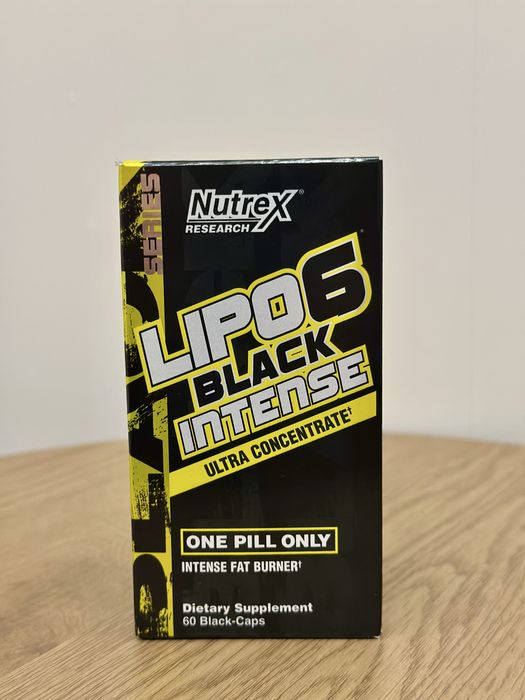 BLACK
SERIES
Nutrex®
RESEARCH
LIPO6
BLACK
INTENSE
ULTRA CONCENTRATE†
ONE PILL ONLY
INTENSE FAT BURNER†
Dietary Supplement
60 Black-Caps